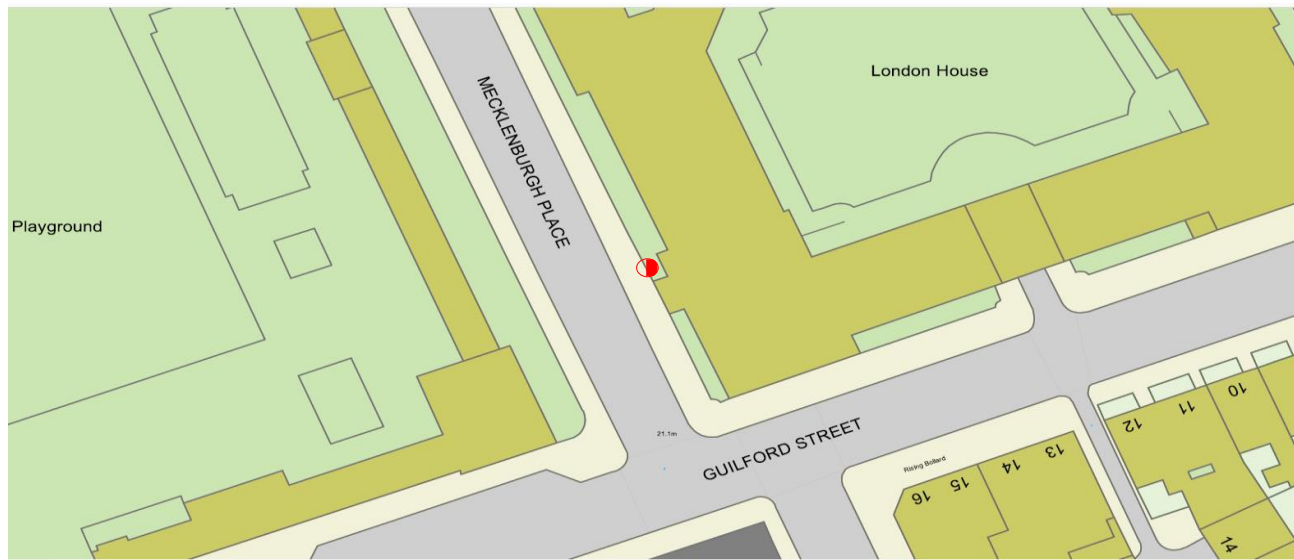 London House
MECKLENBURGH PLACE
Playground
21.1m
GUILFORD STREET
Rising Bollard
16
15
14
13
12
11
10
14